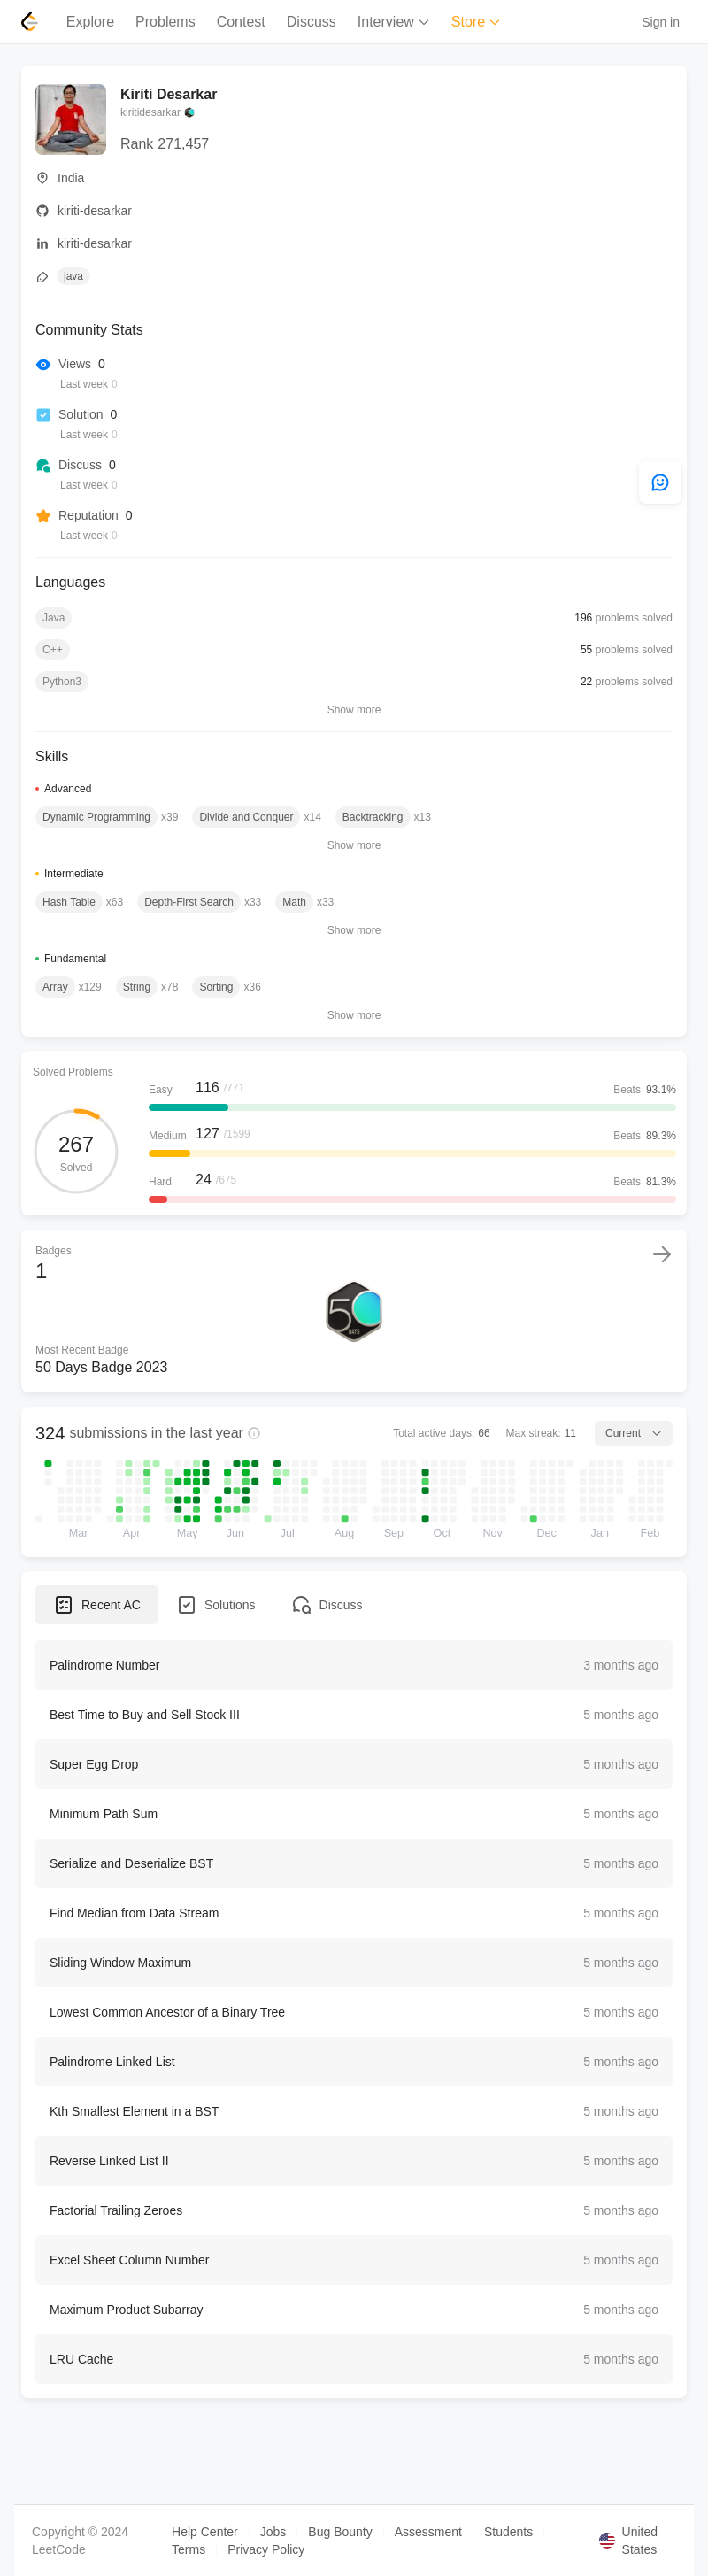 Explore Problems Contest Discuss Interview Store Sign in
Kiriti Desarkar
kiritidesarkar
Rank 271,457
India
kiriti-desarkar
kiriti-desarkar
java
Community Stats
Views 0
Last week 0
Solution 0
Last week 0
Discuss 0
Last week 0
Reputation 0
Last week 0
Languages
Java 196 problems solved
C++ 55 problems solved
Python3 22 problems solved
Show more
Skills
Advanced
Dynamic Programming x39 Divide and Conquer x14 Backtracking x13
Show more
Intermediate
Hash Table x63 Depth-First Search x33 Math x33
Show more
Fundamental
Array x129 String x78 Sorting x36
Show more
Solved Problems
267
Solved
Easy 116 /771 Beats 93.1%
Medium 127 /1599 Beats 89.3%
Hard 24 /675 Beats 81.3%
Badges
1
50
DAYS
Most Recent Badge
50 Days Badge 2023
324 submissions in the last year Total active days: 66 Max streak: 11 Current
Mar Apr May Jun Jul Aug Sep Oct Nov Dec Jan Feb
Recent AC Solutions Discuss
Palindrome Number 3 months ago
Best Time to Buy and Sell Stock III 5 months ago
Super Egg Drop 5 months ago
Minimum Path Sum 5 months ago
Serialize and Deserialize BST 5 months ago
Find Median from Data Stream 5 months ago
Sliding Window Maximum 5 months ago
Lowest Common Ancestor of a Binary Tree 5 months ago
Palindrome Linked List 5 months ago
Kth Smallest Element in a BST 5 months ago
Reverse Linked List II 5 months ago
Factorial Trailing Zeroes 5 months ago
Excel Sheet Column Number 5 months ago
Maximum Product Subarray 5 months ago
LRU Cache 5 months ago
Copyright © 2024 LeetCode
Help Center Jobs Bug Bounty Assessment Students
Terms Privacy Policy
United States